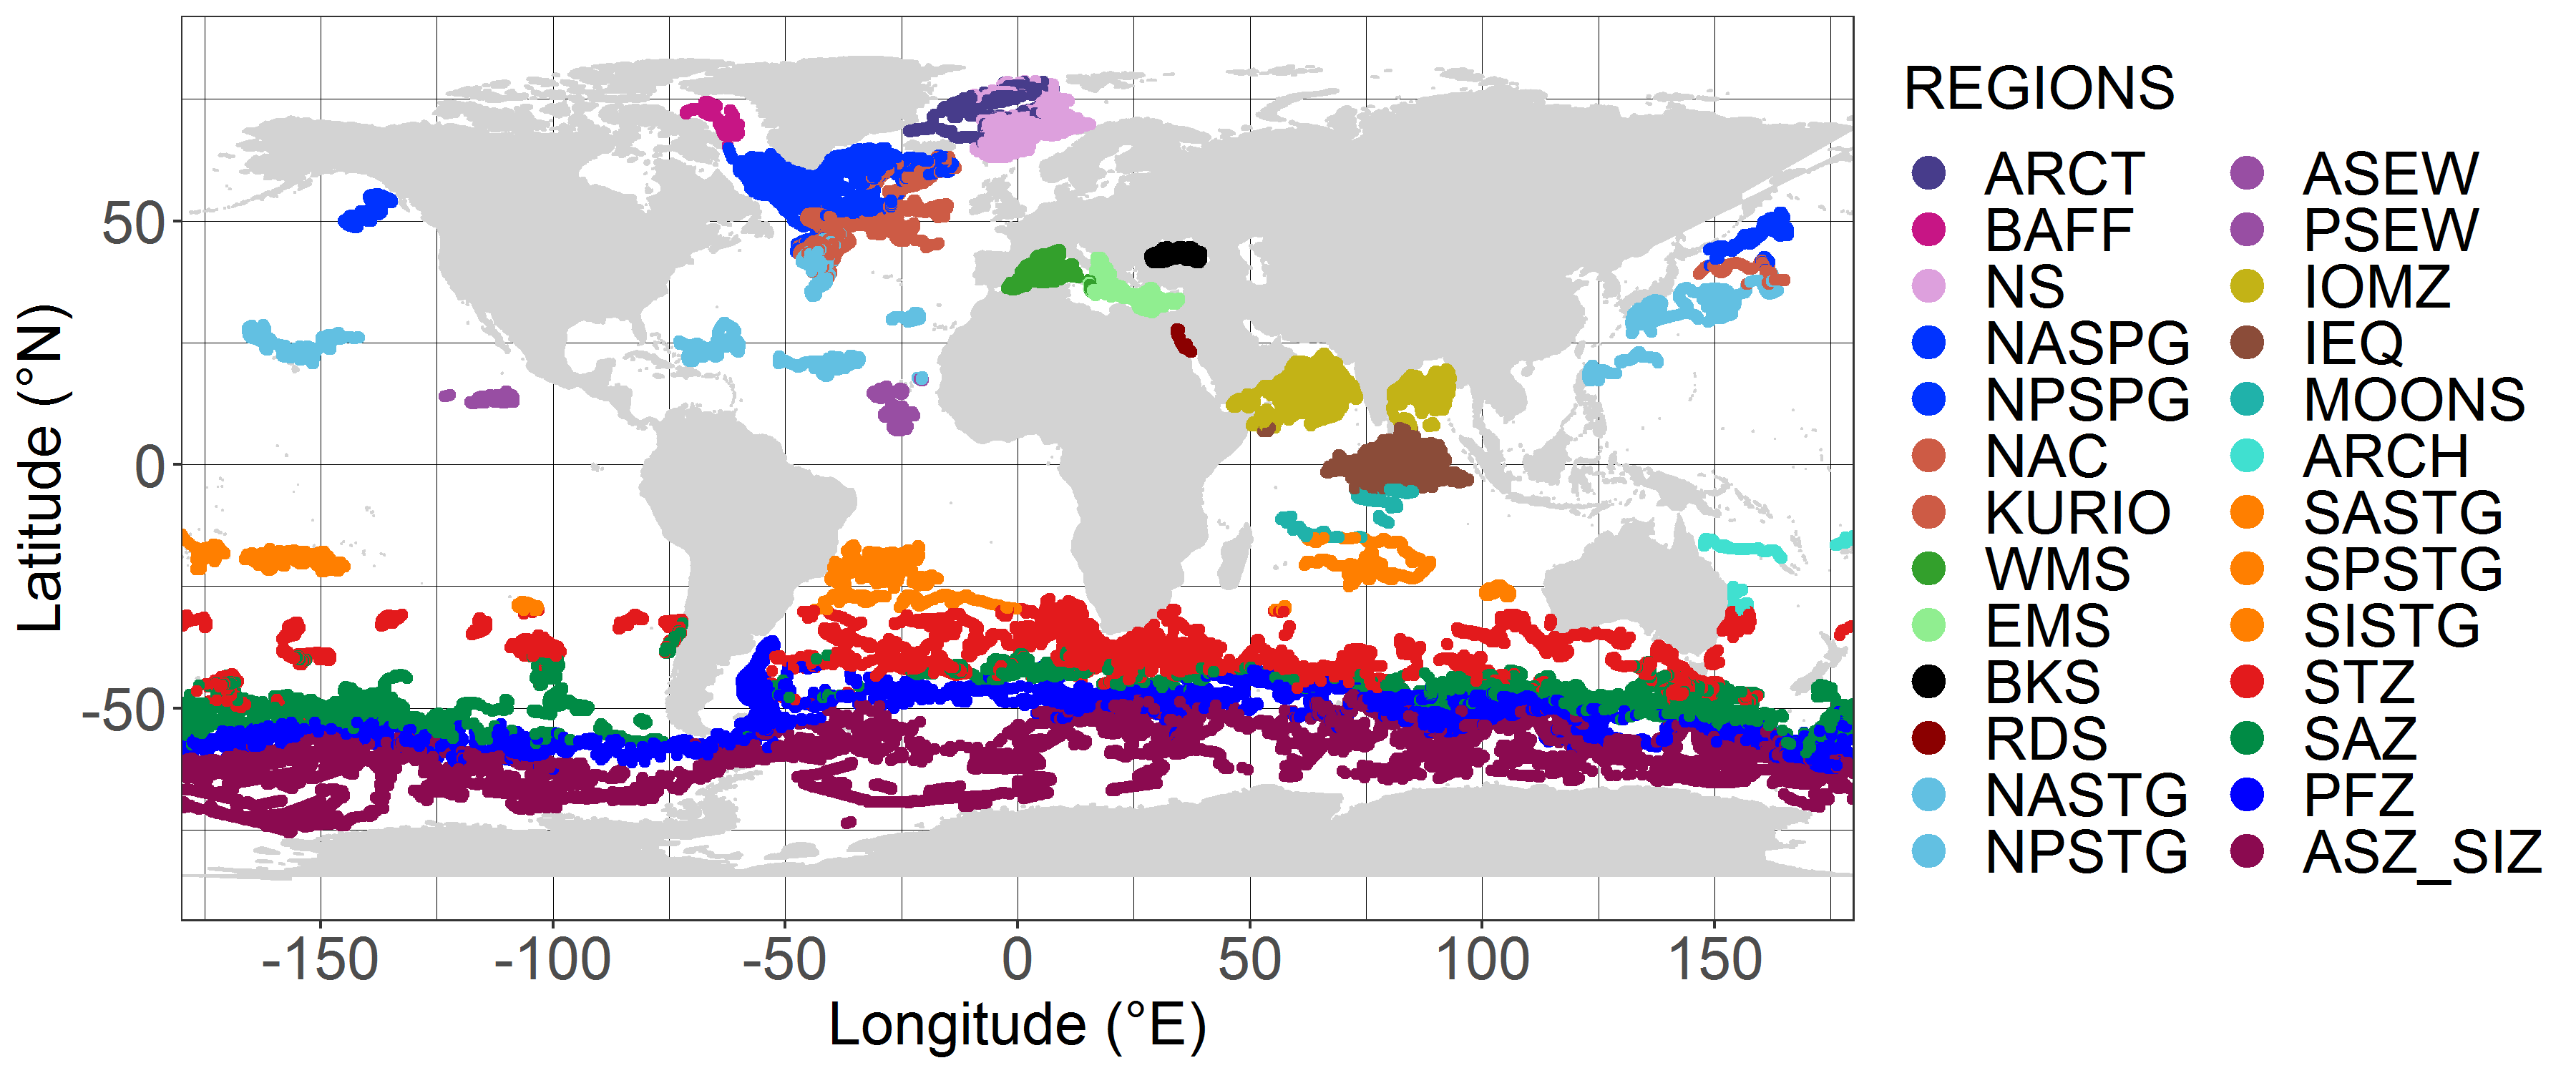 REGIONS
ARCT
BAFF
NS
NASPG
NPSPG
NAC
KURIO
WMS
EMS
BKS
RDS
NASTG
NPSTG
ASEW
PSEW
IOMZ
IEQ
MOONS
ARCH
SASTG
SPSTG
SISTG
STZ
SAZ
PFZ
ASZ_SIZ
Latitude (°N)
50
0
-50
-150
-100
-50
0
50
100
150
Longitude (°E)